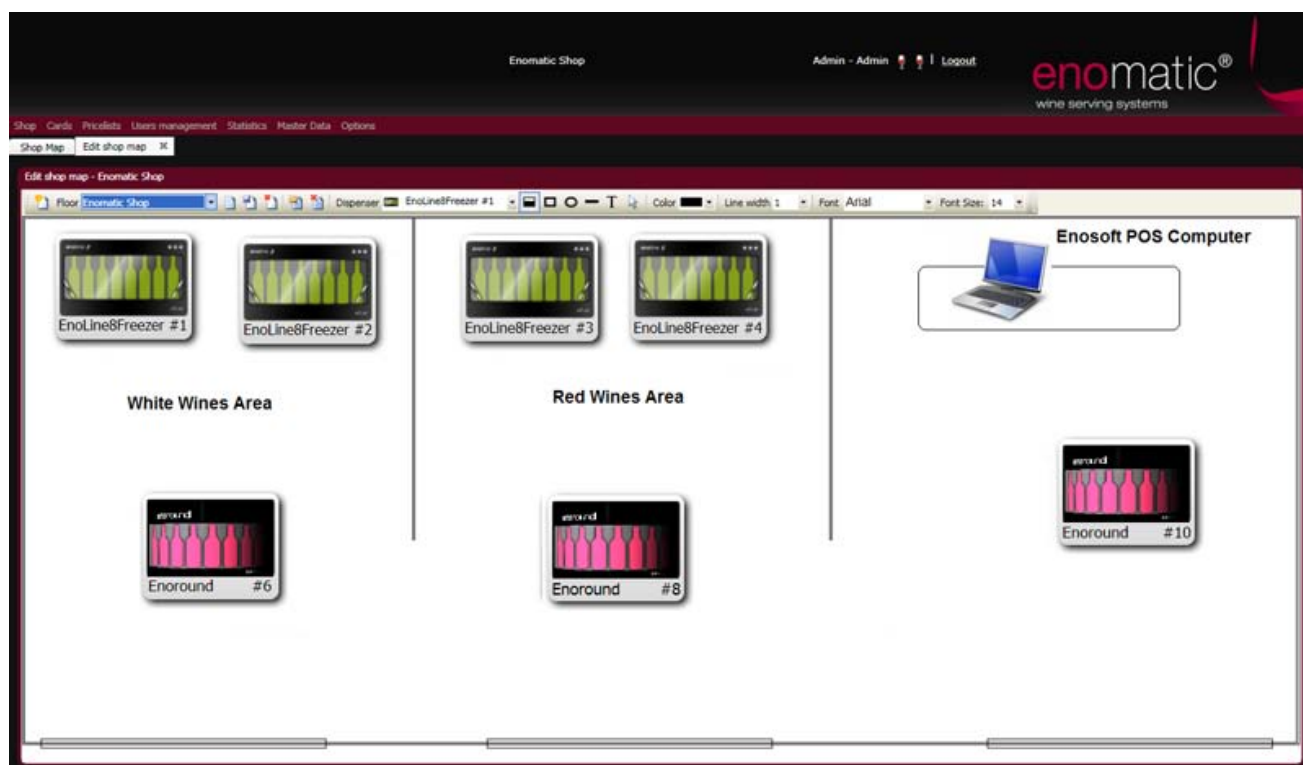 Enomatic Shop
Admin - Admin | Logout
enomatic®
wine serving systems
Shop Cards Pricelists Users management Statistics Master Data Options
Shop Map Edit shop map
Edit shop map - Enomatic Shop
Floor Enomatic Shop Dispenser EnoLine8Freezer #1 T Color Line width: 1 Font Arial Font Size: 14
EnoLine8Freezer #1
EnoLine8Freezer #2
EnoLine8Freezer #3
EnoLine8Freezer #4
Enosoft POS Computer
White Wines Area
Red Wines Area
enoround
Enoround #6
enoround
Enoround #8
enoround
Enoround #10